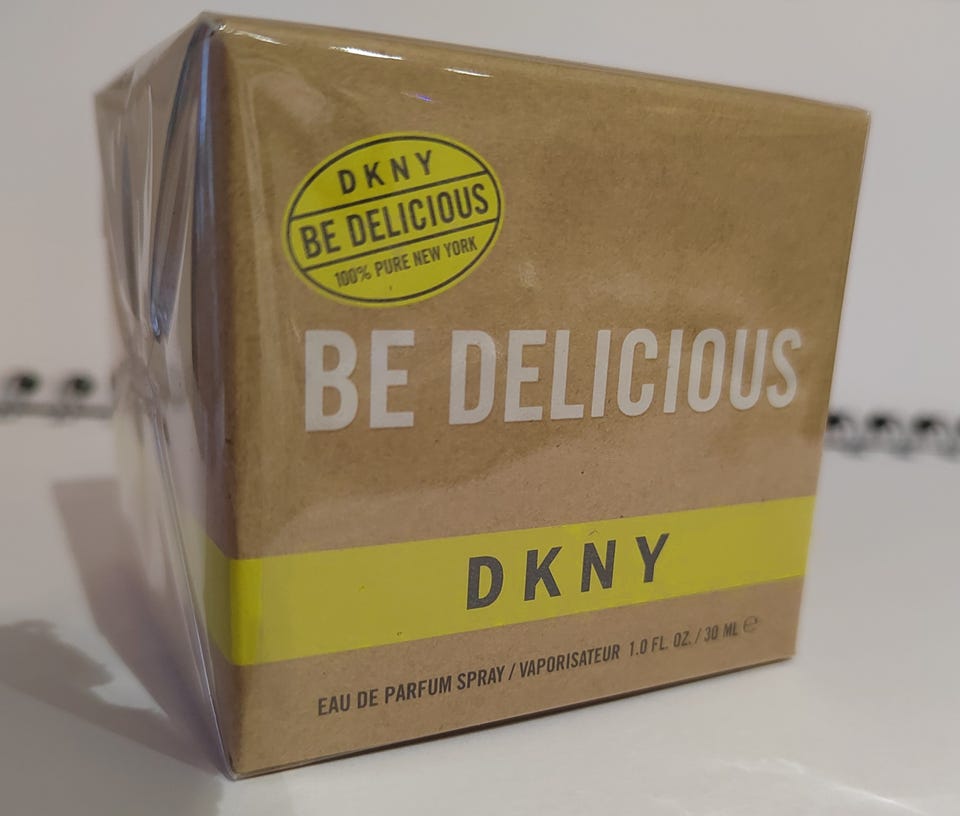 DKNY
BE DELICIOUS
100% PURE NEW YORK
BE DELICIOUS
DKNY
EAU DE PARFUM SPRAY / VAPORISATEUR 1.0 FL. OZ. / 30 ML ℮